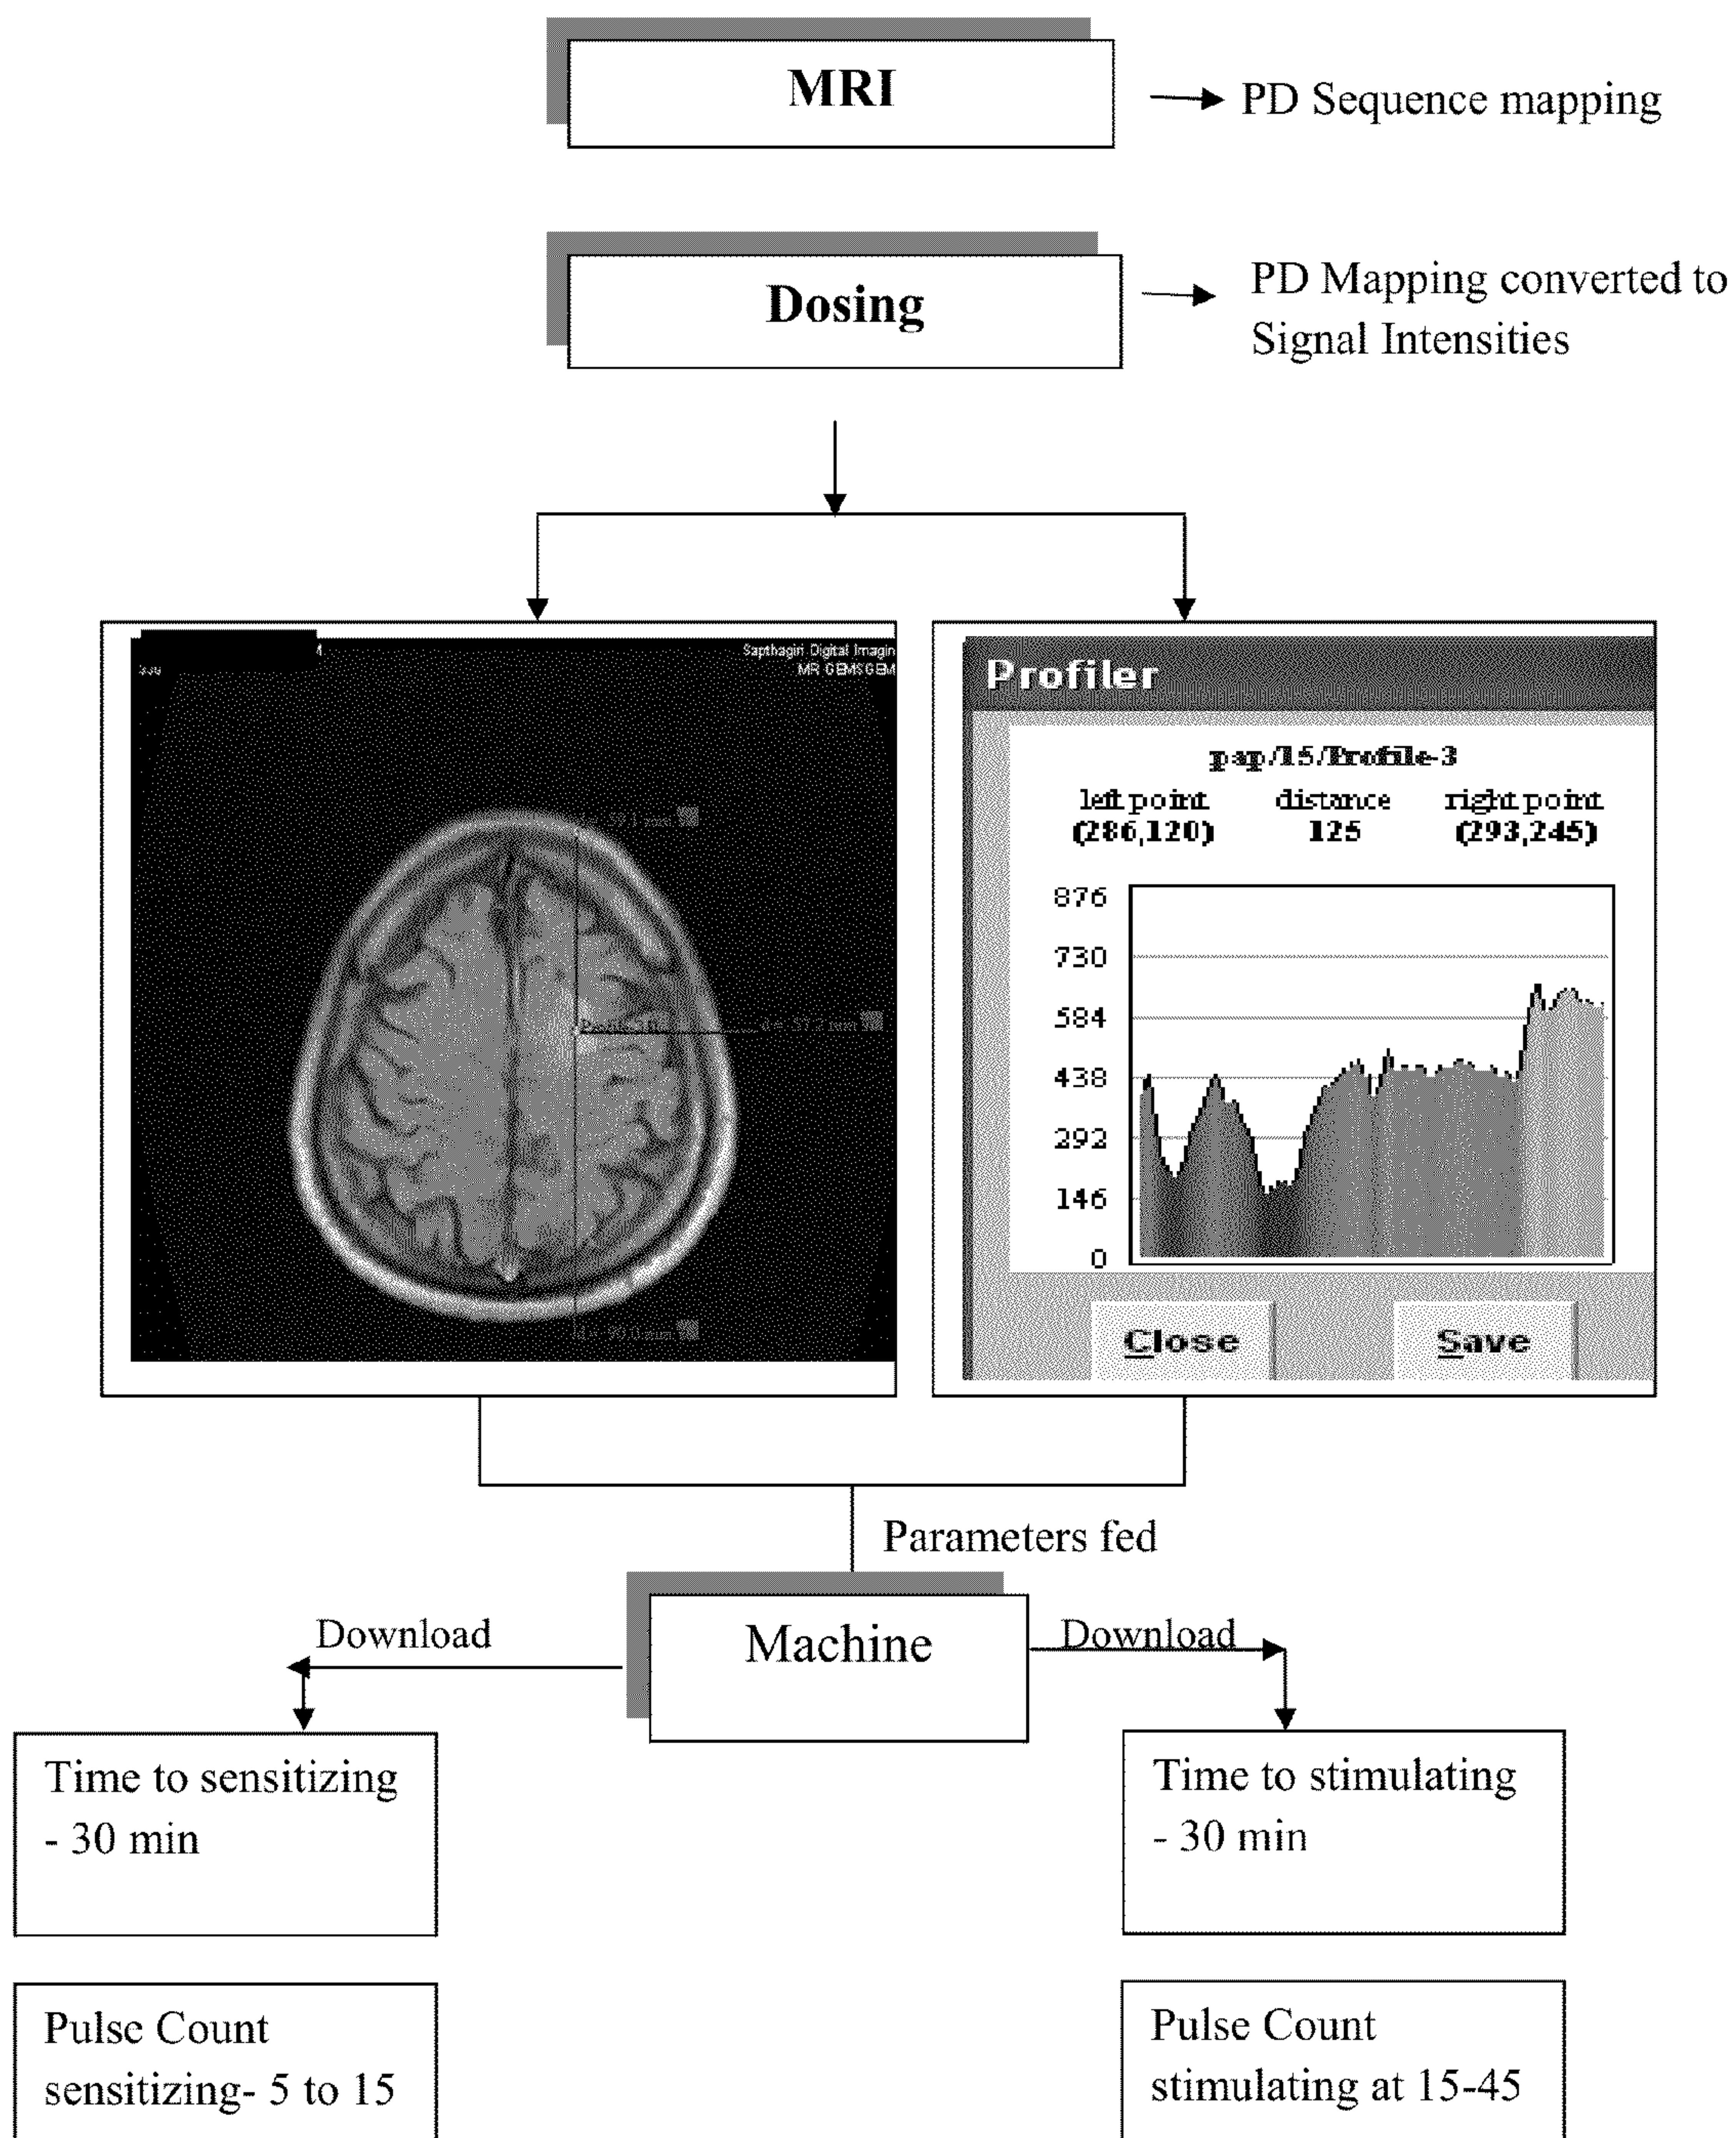 MRI
PD Sequence mapping
Dosing
PD Mapping converted to
Signal Intensities
Sapthagiri Digital Imagin
MR GEMSGEM
Profiler
pap/15/Profile-3
left point distance right point
(286,120) 125 (293,245)
876
730
584
438
292
146
0
Close Save
Parameters fed
Download
Machine
Download
Time to sensitizing
- 30 min
Time to stimulating
- 30 min
Pulse Count
sensitizing- 5 to 15
Pulse Count
stimulating at 15-45